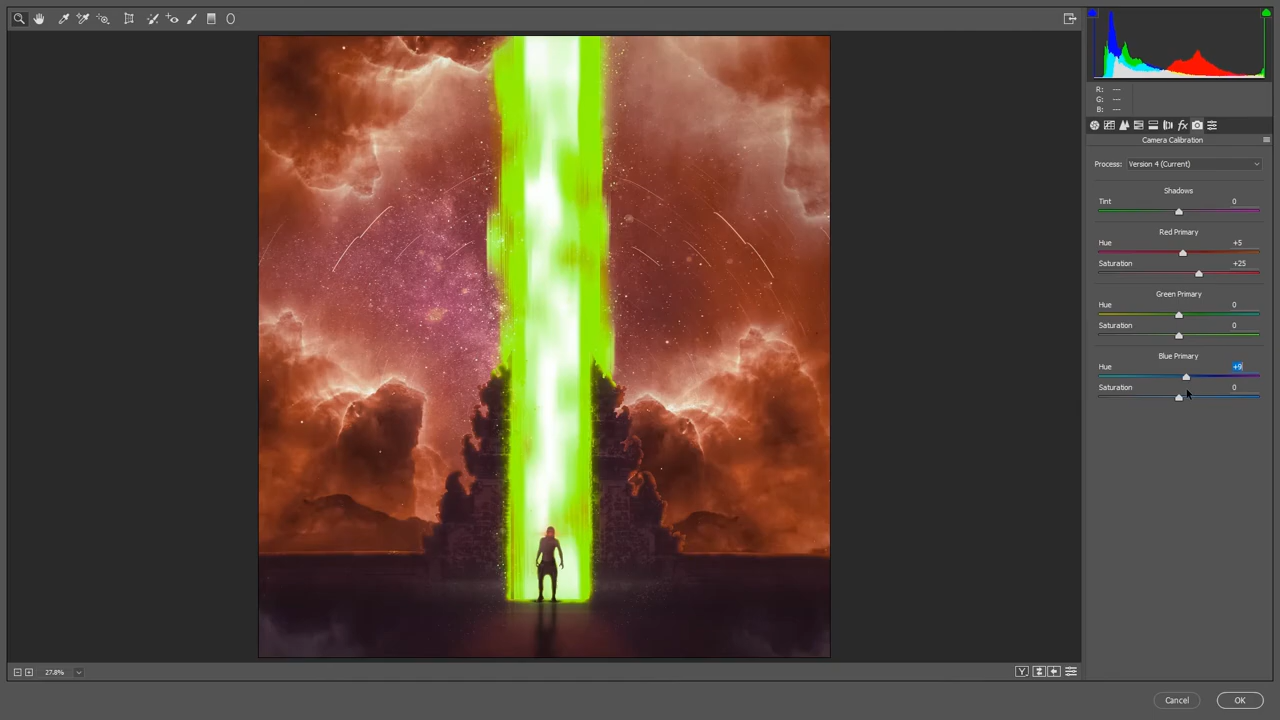 R: ---
G: ---
B: ---
fx
Camera Calibration
Process: Version 4 (Current)
Shadows
Tint 0
Red Primary
Hue +5
Saturation +25
Green Primary
Hue 0
Saturation 0
Blue Primary
Hue +9
Saturation 0
27.8%
Y
Cancel OK